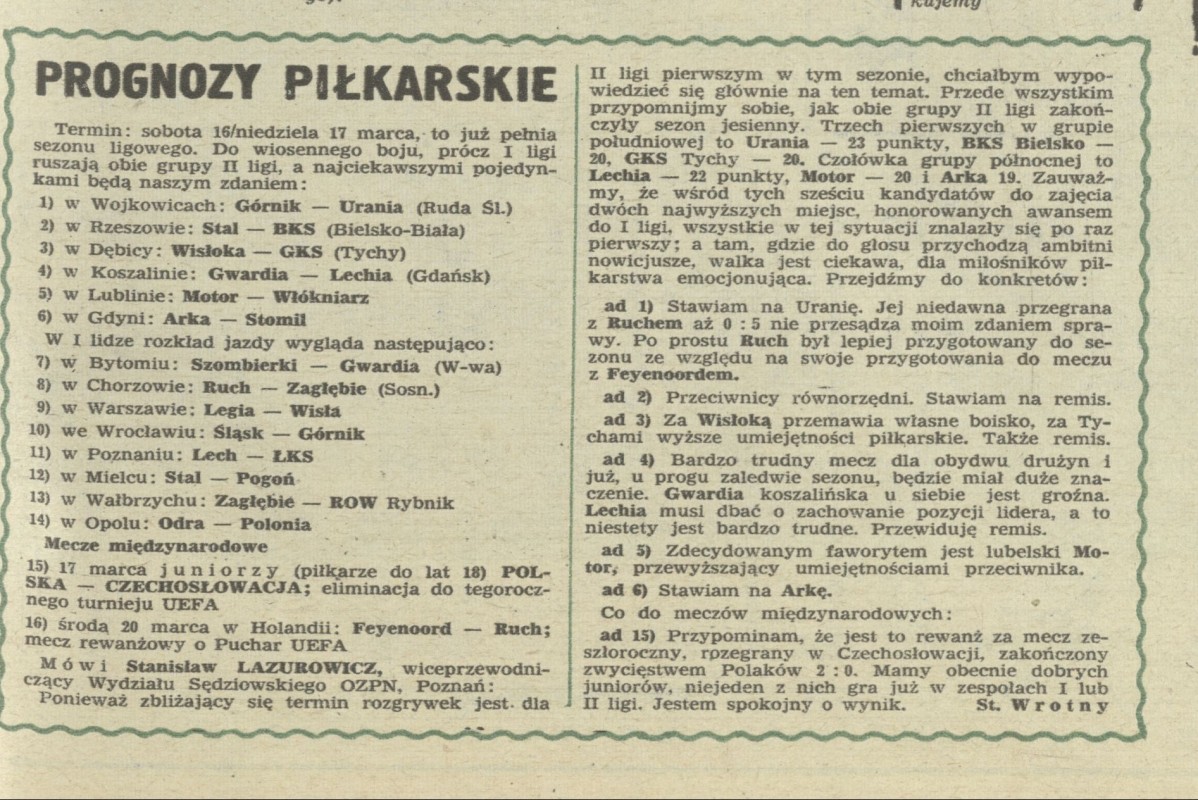 kujemy
PROGNOZY PIŁKARSKIE
Termin: sobota 16/niedziela 17 marca, to już pełnia
sezonu ligowego. Do wiosennego boju, prócz I ligi
ruszają obie grupy II ligi, a najciekawszymi pojedyn-
kami będą naszym zdaniem:
1) w Wojkowicach: Górnik — Urania (Ruda Śl.)
2) w Rzeszowie: Stal — BKS (Bielsko-Biała)
3) w Dębicy: Wisłoka — GKS (Tychy)
4) w Koszalinie: Gwardia — Lechia (Gdańsk)
5) w Lublinie: Motor — Włókniarz
6) w Gdyni: Arka — Stomil
W I lidze rozkład jazdy wygląda następująco:
7) w Bytomiu: Szombierki — Gwardia (W-wa)
8) w Chorzowie: Ruch — Zagłębie (Sosn.)
9) w Warszawie: Legia — Wisła
10) we Wrocławiu: Śląsk — Górnik
11) w Poznaniu: Lech — ŁKS
12) w Mielcu: Stal — Pogoń
13) w Wałbrzychu: Zagłębie — ROW Rybnik
14) w Opolu: Odra — Polonia
Mecze międzynarodowe
15) 17 marca juniorzy (piłkarze do lat 18) POL-
SKA — CZECHOSŁOWACJA; eliminacja do tegorocz-
nego turnieju UEFA
16) środa 20 marca w Holandii: Feyenoord — Ruch;
mecz rewanżowy o Puchar UEFA
Mówi Stanisław LAZUROWICZ, wiceprzewodni-
czący Wydziału Sędziowskiego OZPN, Poznań:
Ponieważ zbliżający się termin rozgrywek jest dla
II ligi pierwszym w tym sezonie, chciałbym wypo-
wiedzieć się głównie na ten temat. Przede wszystkim
przypomnijmy sobie, jak obie grupy II ligi zakoń-
czyły sezon jesienny. Trzech pierwszych w grupie
południowej to Urania — 23 punkty, BKS Bielsko —
20, GKS Tychy — 20. Czołówka grupy północnej to
Lechia — 22 punkty, Motor — 20 i Arka 19. Zauważ-
my, że wśród tych sześciu kandydatów do zajęcia
dwóch najwyższych miejsc, honorowanych awansem
do I ligi, wszystkie w tej sytuacji znalazły się po raz
pierwszy; a tam, gdzie do głosu przychodzą ambitni
nowicjusze, walka jest ciekawa, dla miłośników pił-
karstwa emocjonująca. Przejdźmy do konkretów:
ad 1) Stawiam na Uranię. Jej niedawna przegrana
z Ruchem aż 0 : 5 nie przesądza moim zdaniem spra-
wy. Po prostu Ruch był lepiej przygotowany do se-
zonu ze względu na swoje przygotowania do meczu
z Feyenoordem.
ad 2) Przeciwnicy równorzędni. Stawiam na remis.
ad 3) Za Wisłoką przemawia własne boisko, za Ty-
chami wyższe umiejętności piłkarskie. Także remis.
ad 4) Bardzo trudny mecz dla obydwu drużyn i
już, u progu zaledwie sezonu, będzie miał duże zna-
czenie. Gwardia koszalińska u siebie jest groźna.
Lechia musi dbać o zachowanie pozycji lidera, a to
niestety jest bardzo trudne. Przewiduję remis.
ad 5) Zdecydowanym faworytem jest lubelski Mo-
tor, przewyższający umiejętnościami przeciwnika.
ad 6) Stawiam na Arkę.
Co do meczów międzynarodowych:
ad 15) Przypominam, że jest to rewanż za mecz ze-
szłoroczny, rpzegrany w Czechosłowacji, zakończony
zwycięstwem Polaków 2 : 0. Mamy obecnie dobrych
juniorów, niejeden z nich gra już w zespołach I lub
II ligi. Jestem spokojny o wynik. St. Wrotny